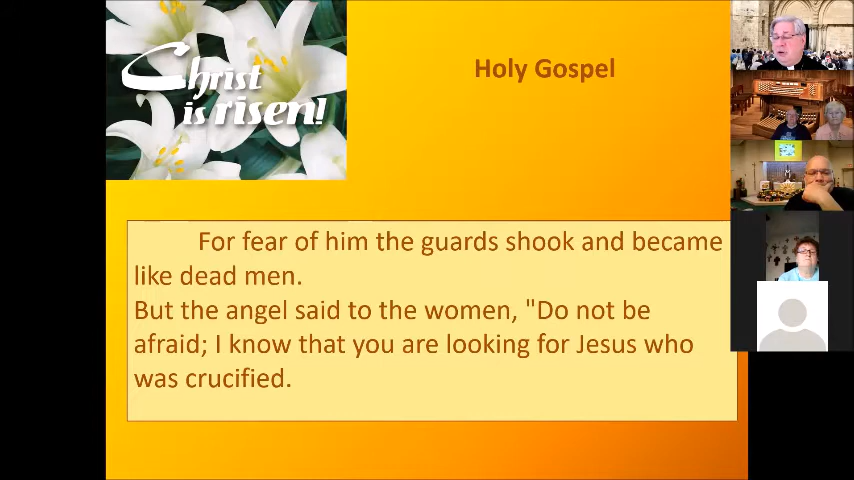 Christ
is risen!
Holy Gospel
For fear of him the guards shook and became
like dead men.
But the angel said to the women, "Do not be
afraid; I know that you are looking for Jesus who
was crucified.